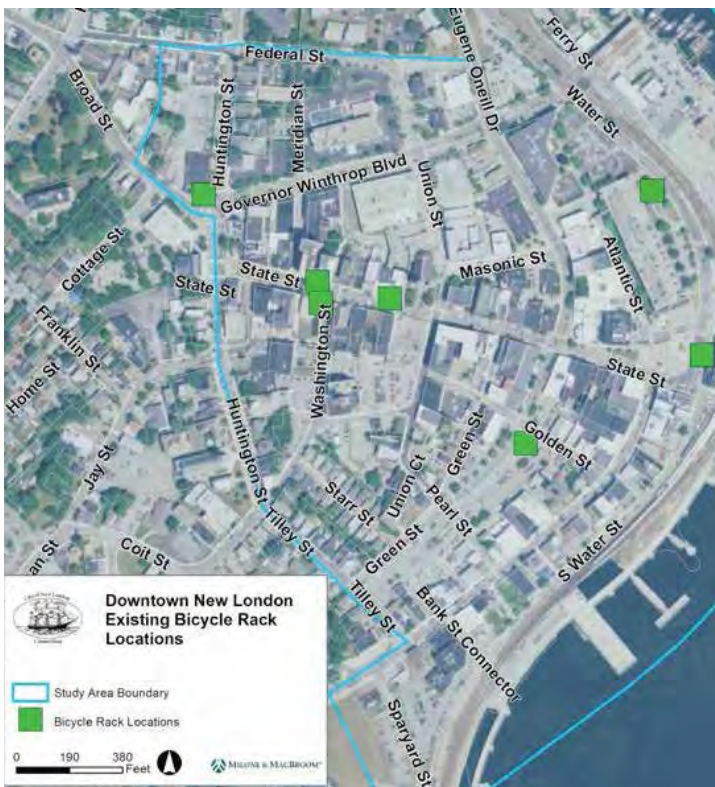 Federal St
Eugene Oneill Dr
Ferry St
Water St
Broad St
Huntington St
Meridian St
Governor Winthrop Blvd
Union St
Cottage St
State St
State St
Masonic St
Atlantic St
Franklin St
Home St
Washington St
State St
Jay St
Huntington St
Green St
Golden St
Starr St
Union Ct
Pearl St
an St
Coit St
Tilley St
Green St
S Water St
Tilley St
Bank St Connector
Sparyard St
Downtown New London
Existing Bicycle Rack
Locations
Study Area Boundary
Bicycle Rack Locations
0 190 380
Feet
MILONE & MACBROOM